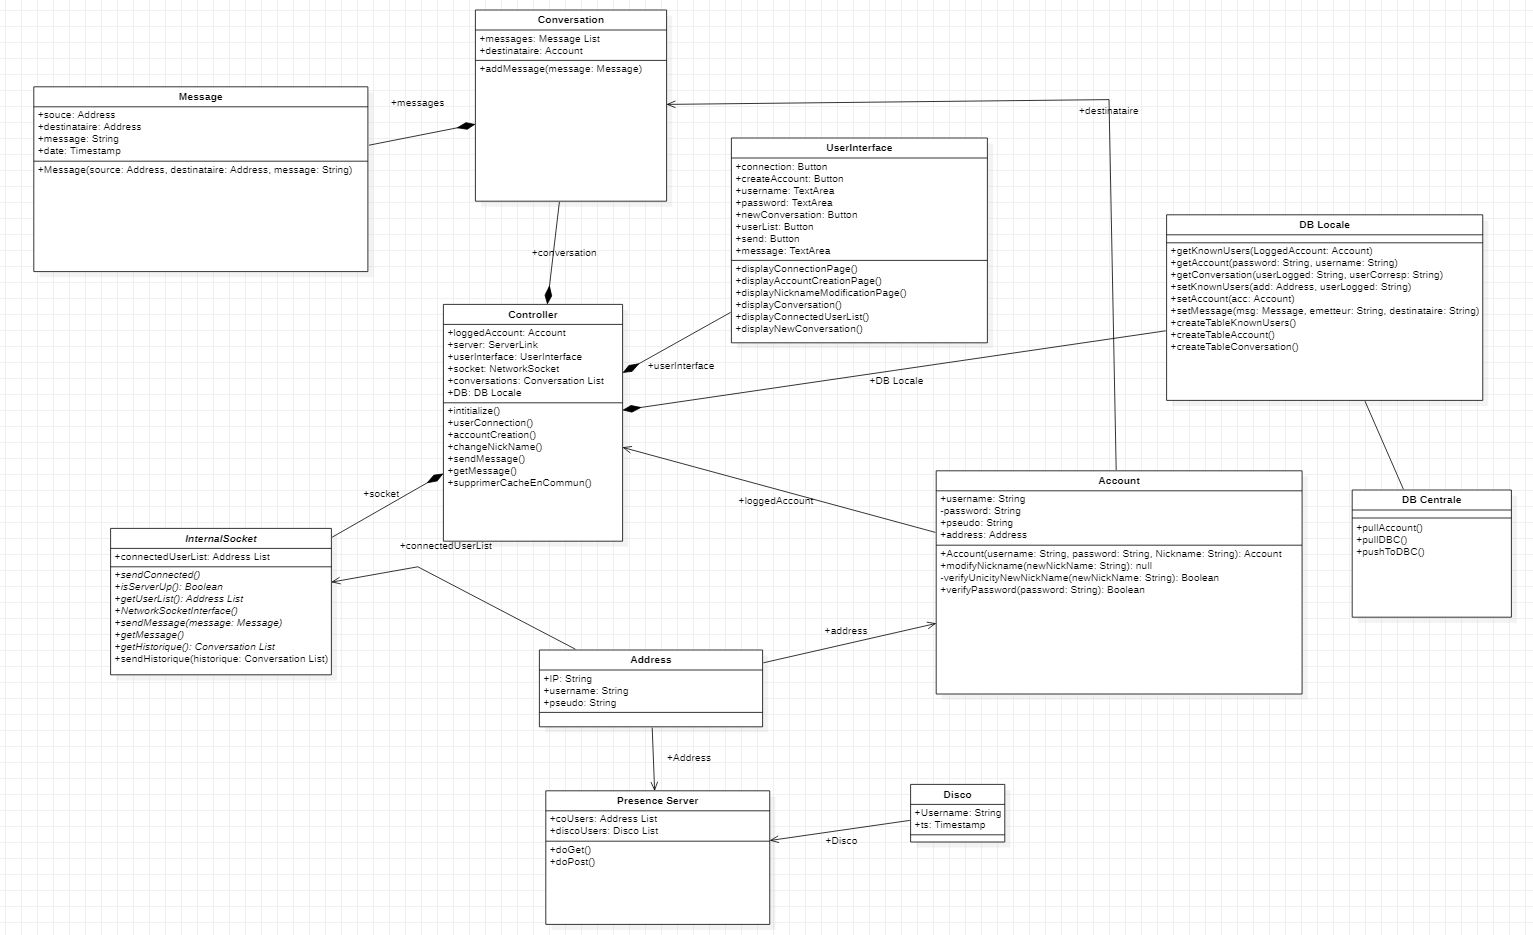 Conversation
+messages: Message List
+destinataire: Account
+addMessage(message: Message)
Message
+souce: Address
+destinataire: Address
+message: String
+date: Timestamp
+Message(source: Address, destinataire: Address, message: String)
+messages
+destinataire
UserInterface
+connection: Button
+createAccount: Button
+username: TextArea
+password: TextArea
+newConversation: Button
+userList: Button
+send: Button
+message: TextArea
+displayConnectionPage()
+displayAccountCreationPage()
+displayNicknameModificationPage()
+displayConversation()
+displayConnectedUserList()
+displayNewConversation()
DB Locale
+getKnownUsers(LoggedAccount: Account)
+getAccount(password: String, username: String)
+getConversation(userLogged: String, userCorresp: String)
+setKnownUsers(add: Address, userLogged: String)
+setAccount(acc: Account)
+setMessage(msg: Message, emetteur: String, destinataire: String)
+createTableKnownUsers()
+createTableAccount()
+createTableConversation()
+conversation
Controller
+loggedAccount: Account
+server: ServerLink
+userInterface: UserInterface
+socket: NetworkSocket
+conversations: Conversation List
+DB: DB Locale
+intitialize()
+userConnection()
+accountCreation()
+changeNickName()
+sendMessage()
+getMessage()
+supprimerCacheEnCommun()
+userInterface
+DB Locale
+loggedAccount
+socket
+connectedUserList
Account
+username: String
-password: String
+pseudo: String
+address: Address
+Account(username: String, password: String, Nickname: String): Account
+modifyNickname(newNickName: String): null
-verifyUnicityNewNickName(newNickName: String): Boolean
+verifyPassword(password: String): Boolean
DB Centrale
+pullAccount()
+pullDBC()
+pushToDBC()
InternalSocket
+connectedUserList: Address List
+sendConnected()
+isServerUp(): Boolean
+getUserList(): Address List
+NetworkSocketInterface()
+sendMessage(message: Message)
+getMessage()
+getHistorique(): Conversation List
+sendHistorique(historique: Conversation List)
+address
Address
+IP: String
+username: String
+pseudo: String
+Address
Presence Server
+coUsers: Address List
+discoUsers: Disco List
+doGet()
+doPost()
Disco
+Username: String
+ts: Timestamp
+Disco